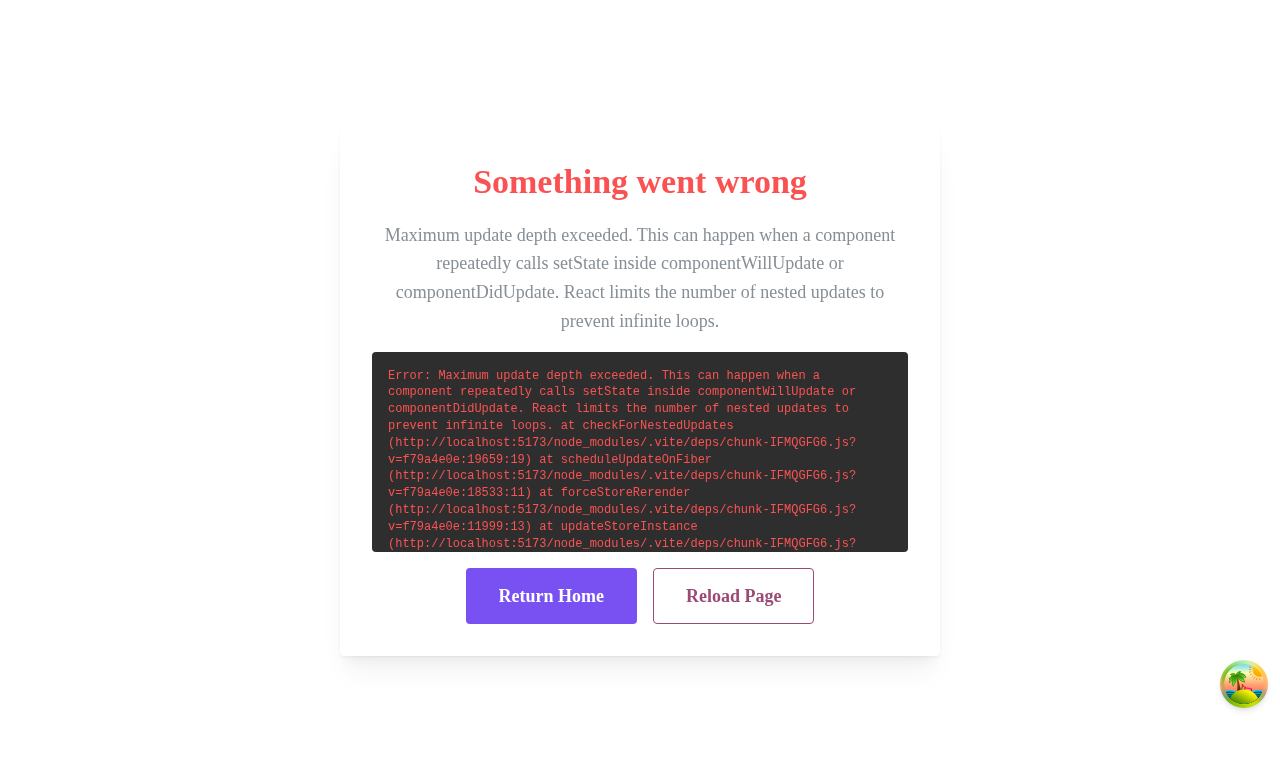 Something went wrong
Maximum update depth exceeded. This can happen when a component
repeatedly calls setState inside componentWillUpdate or
componentDidUpdate. React limits the number of nested updates to
prevent infinite loops.
Error: Maximum update depth exceeded. This can happen when a
component repeatedly calls setState inside componentWillUpdate or
componentDidUpdate. React limits the number of nested updates to
prevent infinite loops. at checkForNestedUpdates
(http://localhost:5173/node_modules/.vite/deps/chunk-IFMQGFG6.js?
v=f79a4e0e:19659:19) at scheduleUpdateOnFiber
(http://localhost:5173/node_modules/.vite/deps/chunk-IFMQGFG6.js?
v=f79a4e0e:18533:11) at forceStoreRerender
(http://localhost:5173/node_modules/.vite/deps/chunk-IFMQGFG6.js?
v=f79a4e0e:11999:13) at updateStoreInstance
(http://localhost:5173/node_modules/.vite/deps/chunk-IFMQGFG6.js?
Return Home
Reload Page